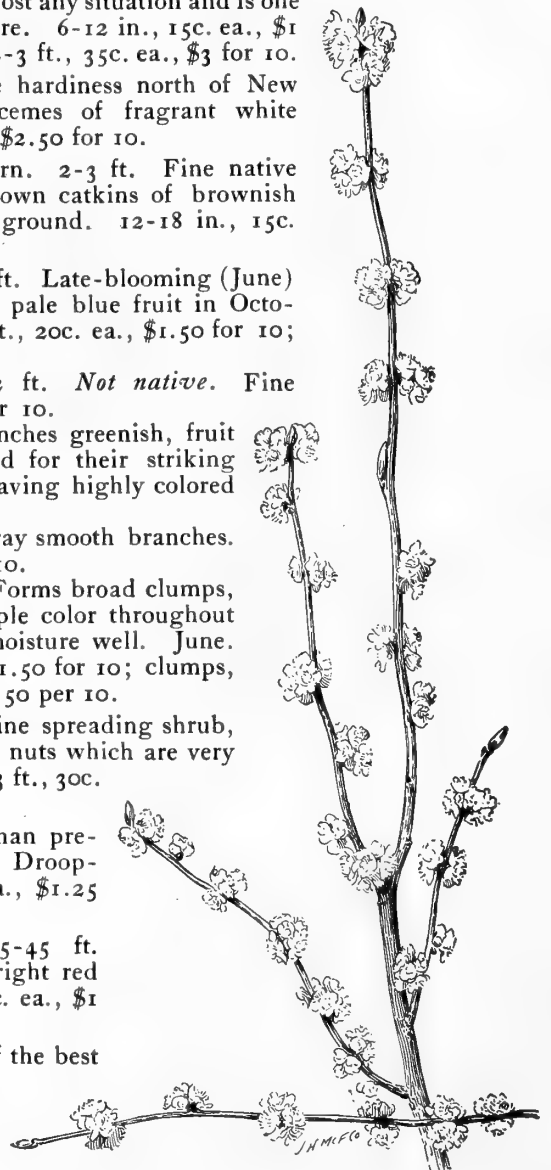 ost any situation and is one
re. 6-12 in., 15c. ea., $1
-3 ft., 35c. ea., $3 for 10.
hardiness north of New
cemes of fragrant white
$2.50 for 10.
rn. 2-3 ft. Fine native
own catkins of brownish
ground. 12-18 in., 15c.
ft. Late-blooming (June)
pale blue fruit in Octo-
t., 20c. ea., $1.50 for 10;
ft. Not native. Fine
r 10.
nches greenish, fruit
d for their striking
aving highly colored
ray smooth branches.
10.
Forms broad clumps,
ple color throughout
moisture well. June.
1.50 for 10; clumps,
50 per 10.
ine spreading shrub,
nuts which are very
3 ft., 30c.
nan pre-
Droop-
a., $1.25
5-45 ft.
right red
c. ea., $1
f the best
J H McF Co